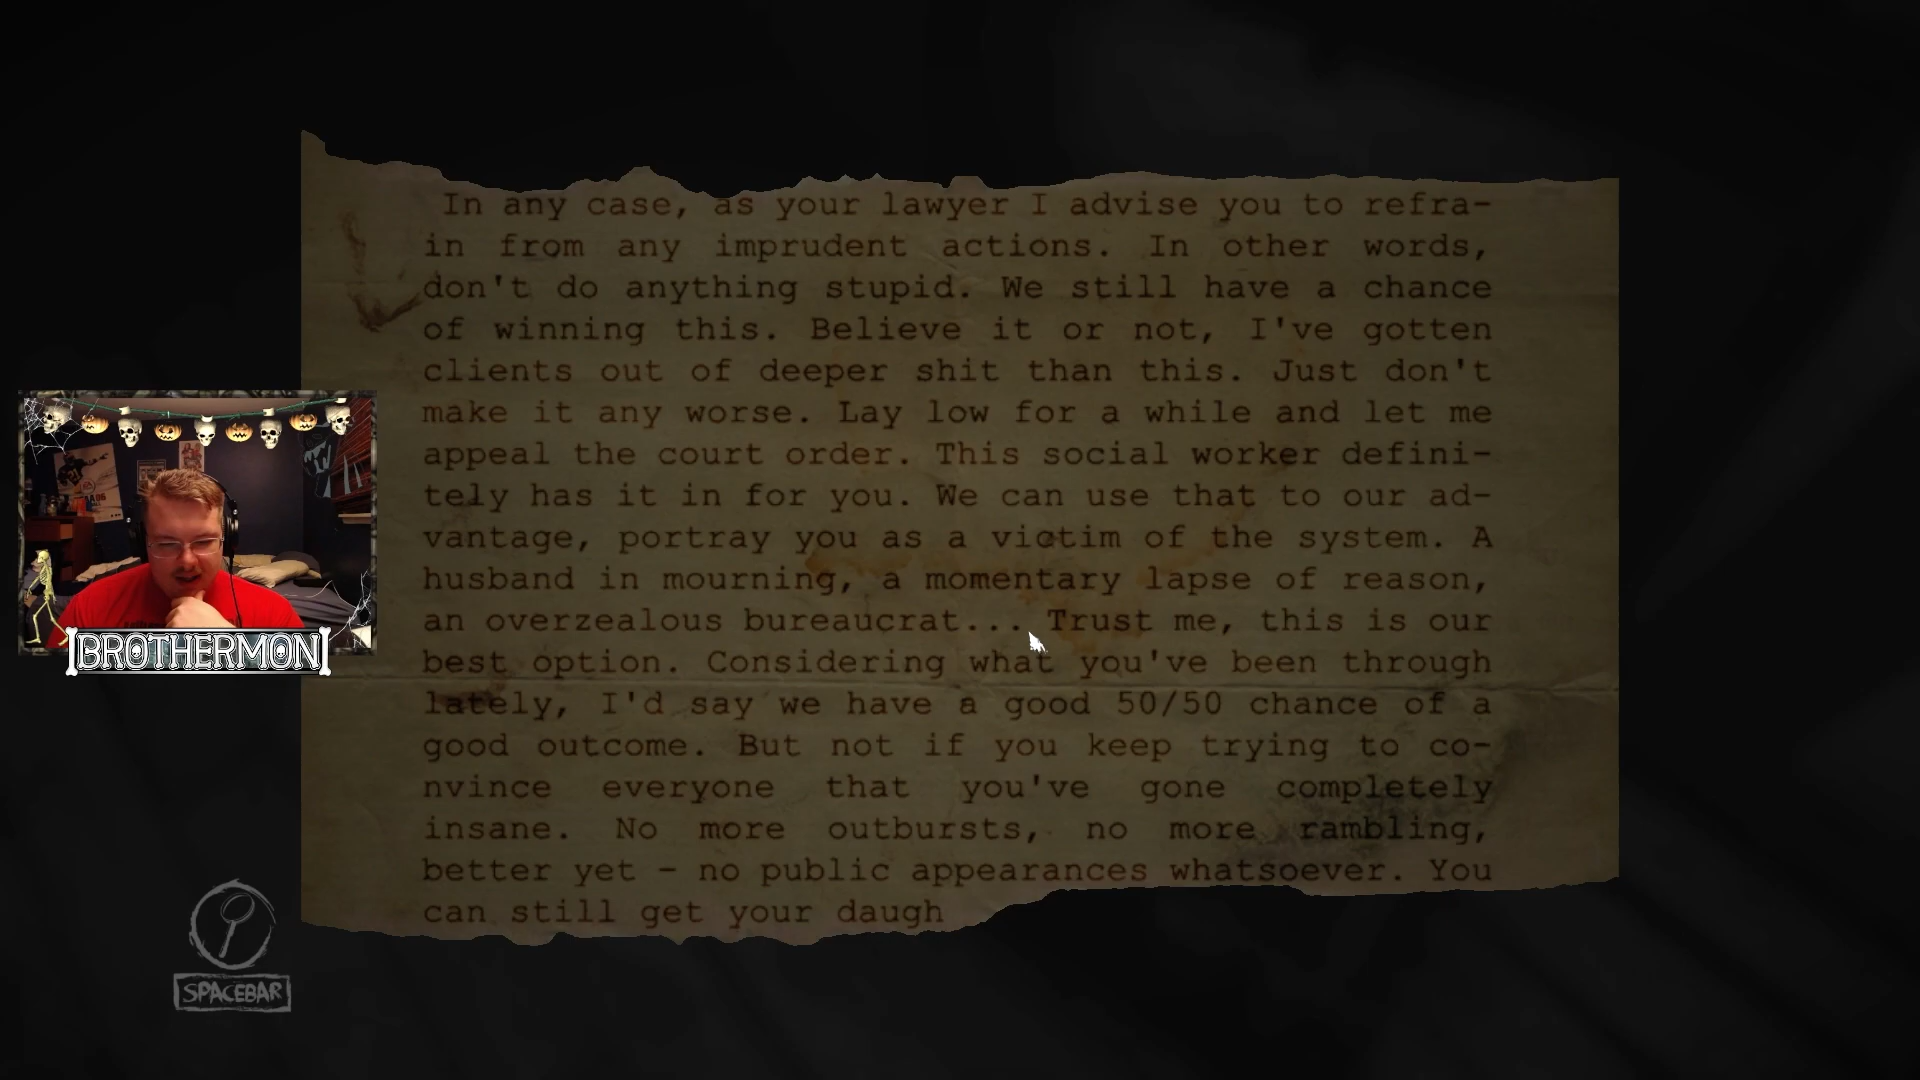 In any case, as your lawyer I advise you to refra-
in from any imprudent actions. In other words,
don't do anything stupid. We still have a chance
of winning this. Believe it or not, I've gotten
clients out of deeper shit than this. Just don't
make it any worse. Lay low for a while and let me
appeal the court order. This social worker defini-
tely has it in for you. We can use that to our ad-
vantage, portray you as a victim of the system. A
husband in mourning, a momentary lapse of reason,
an overzealous bureaucrat... Trust me, this is our
best option. Considering what you've been through
lately, I'd say we have a good 50/50 chance of a
good outcome. But not if you keep trying to co-
nvince everyone that you've gone completely
insane. No more outbursts, no more rambling,
better yet - no public appearances whatsoever. You
can still get your daugh
BROTHERMON
SPACEBAR